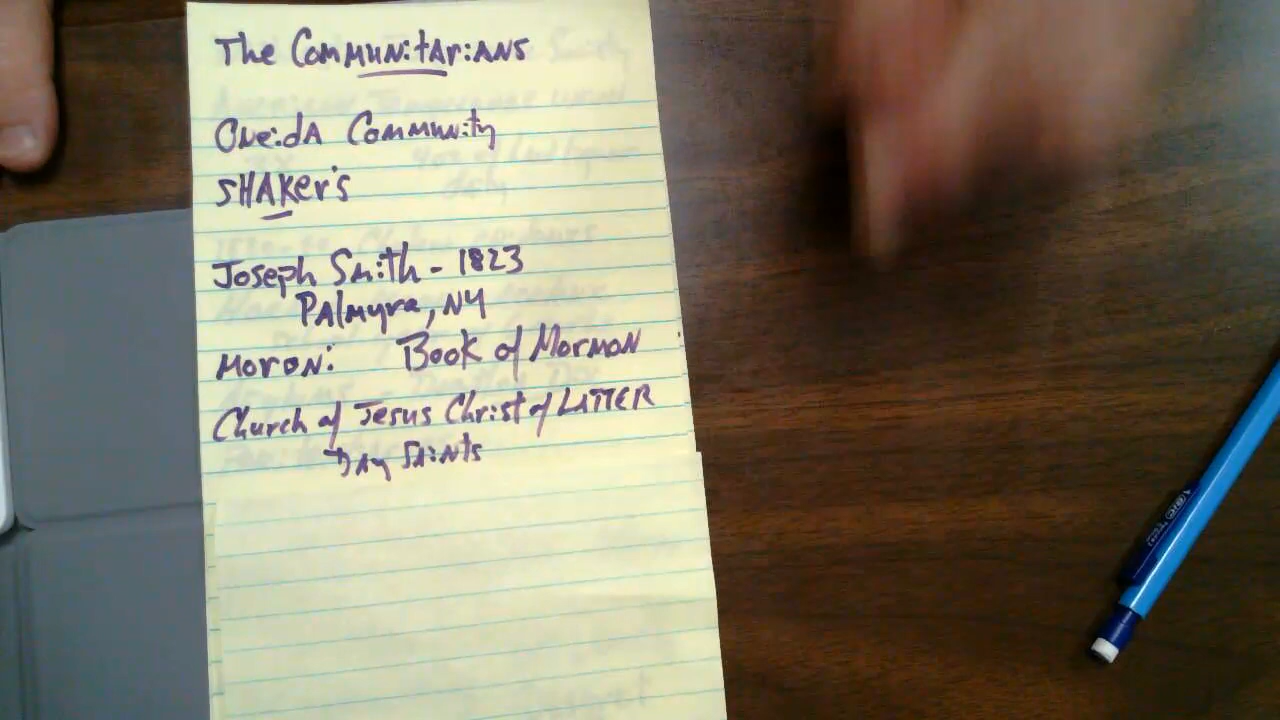 The Communitarians
Oneida Community
SHAKer's
Joseph Smith - 1823
Palmyra, NY
Moroni Book of Mormon
Church of Jesus Christ of LATTER
Day Saints